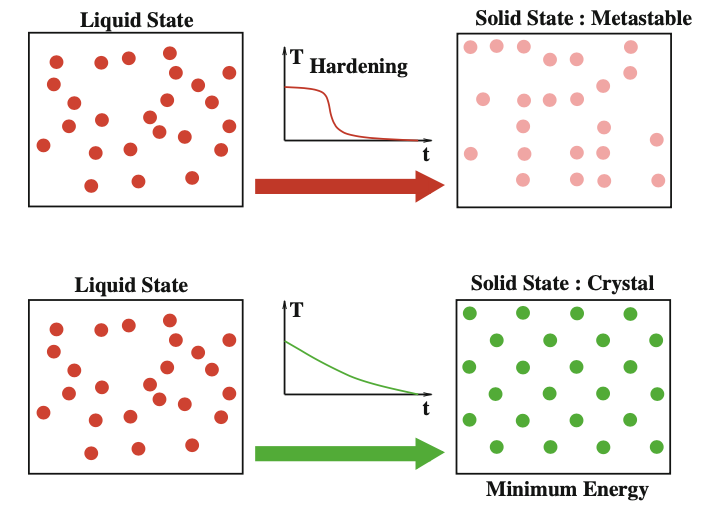 Liquid State
Solid State : Metastable
T
Hardening
t
Liquid State
Solid State : Crystal
T
t
Minimum Energy